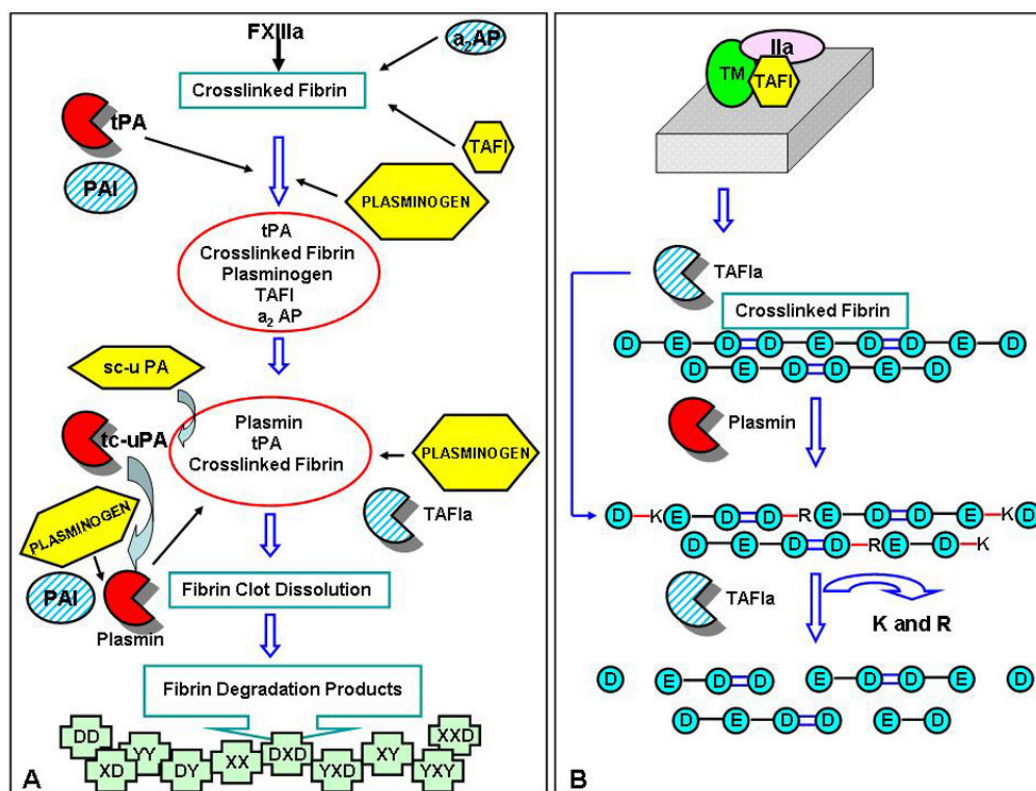 FXIIIa
a₂AP
Crosslinked Fibrin
tPA
PAI
TAFI
PLASMINOGEN
tPA
Crosslinked Fibrin
Plasminogen
TAFI
a₂ AP
sc-u PA
tc-uPA
Plasmin
tPA
Crosslinked Fibrin
PLASMINOGEN
PLASMINOGEN
TAFIa
PAI
Plasmin
Fibrin Clot Dissolution
Fibrin Degradation Products
DD
XD
YY
DY
XX
DXD
YXD
XY
YXY
XXD
A
IIa
TM
TAFI
TAFIa
Crosslinked Fibrin
D E D D E D D E D
D E D D E D
Plasmin
D K E D D R E D D E K D
D E D D R E D K
TAFIa
K and R
D E D D E D D E D
D E D D E D
B